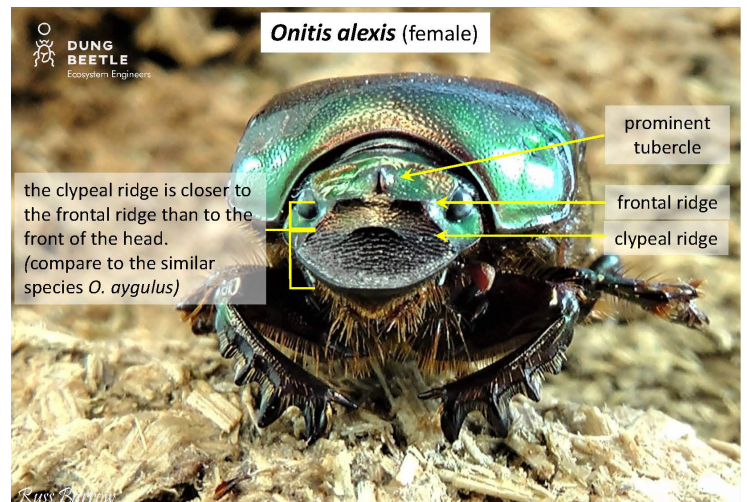 DUNG
BEETLE
Ecosystem Engineers
Onitis alexis (female)
prominent
tubercle
the clypeal ridge is closer to
the frontal ridge than to the
front of the head.
(compare to the similar
species O. aygulus)
frontal ridge
clypeal ridge
Russ Barrow